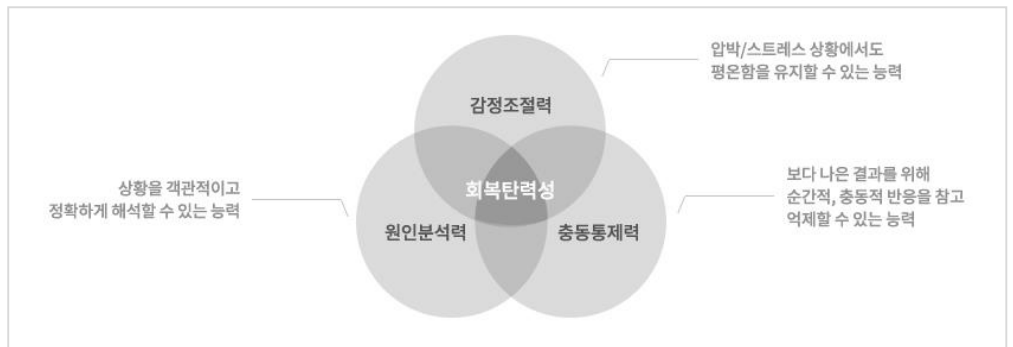 압박/스트레스 상황에서도
평온함을 유지할 수 있는 능력
감정조절력
회복탄력성
상황을 객관적이고
정확하게 해석할 수 있는 능력
보다 나은 결과를 위해
순간적, 충동적 반응을 참고
억제할 수 있는 능력
원인분석력
충동통제력